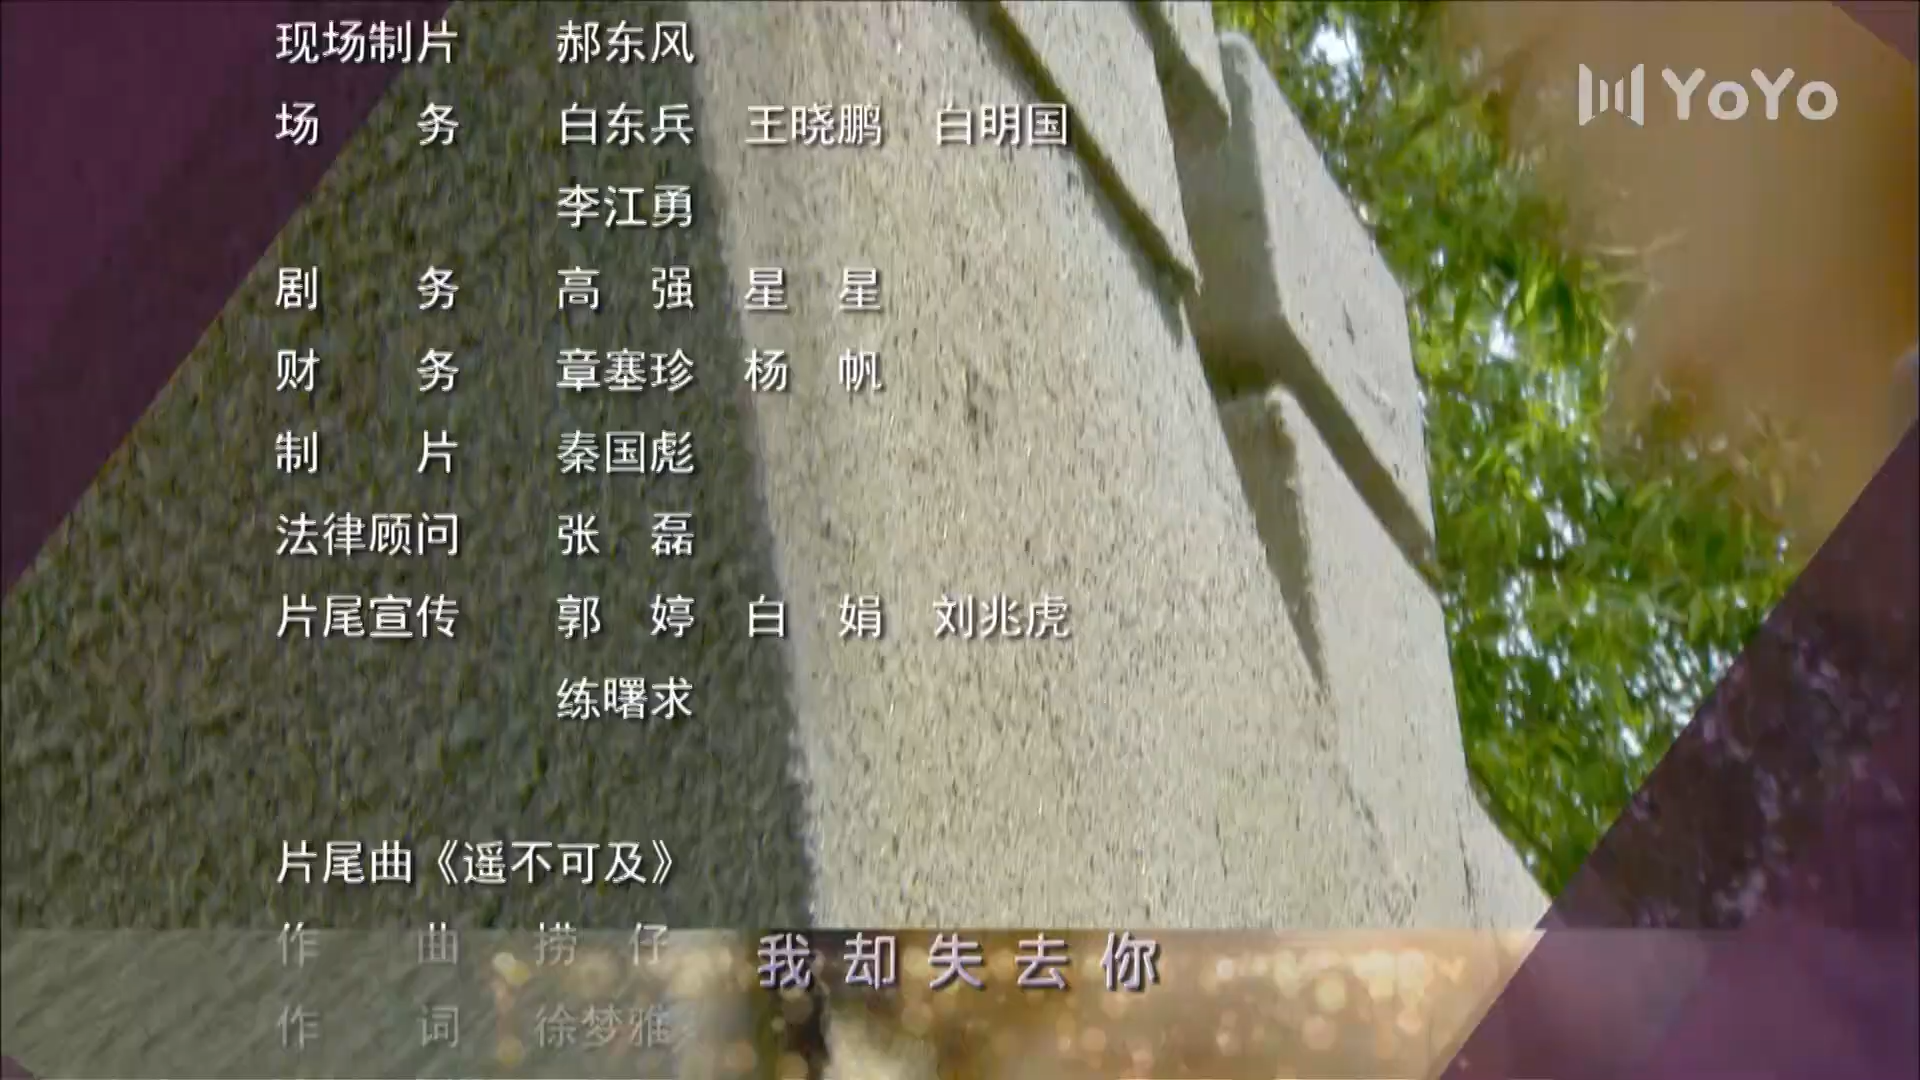 现场制片 郝东风
YoYo
场务 白东兵 王晓鹏 白明国
李江勇
剧务 高强 星星
财务 章塞珍 杨帆
制片 秦国彪
法律顾问 张磊
片尾宣传 郭婷 白娟 刘兆虎
练曙求
片尾曲《遥不可及》
作曲 捞仔
我却失去你
作词 徐梦雅